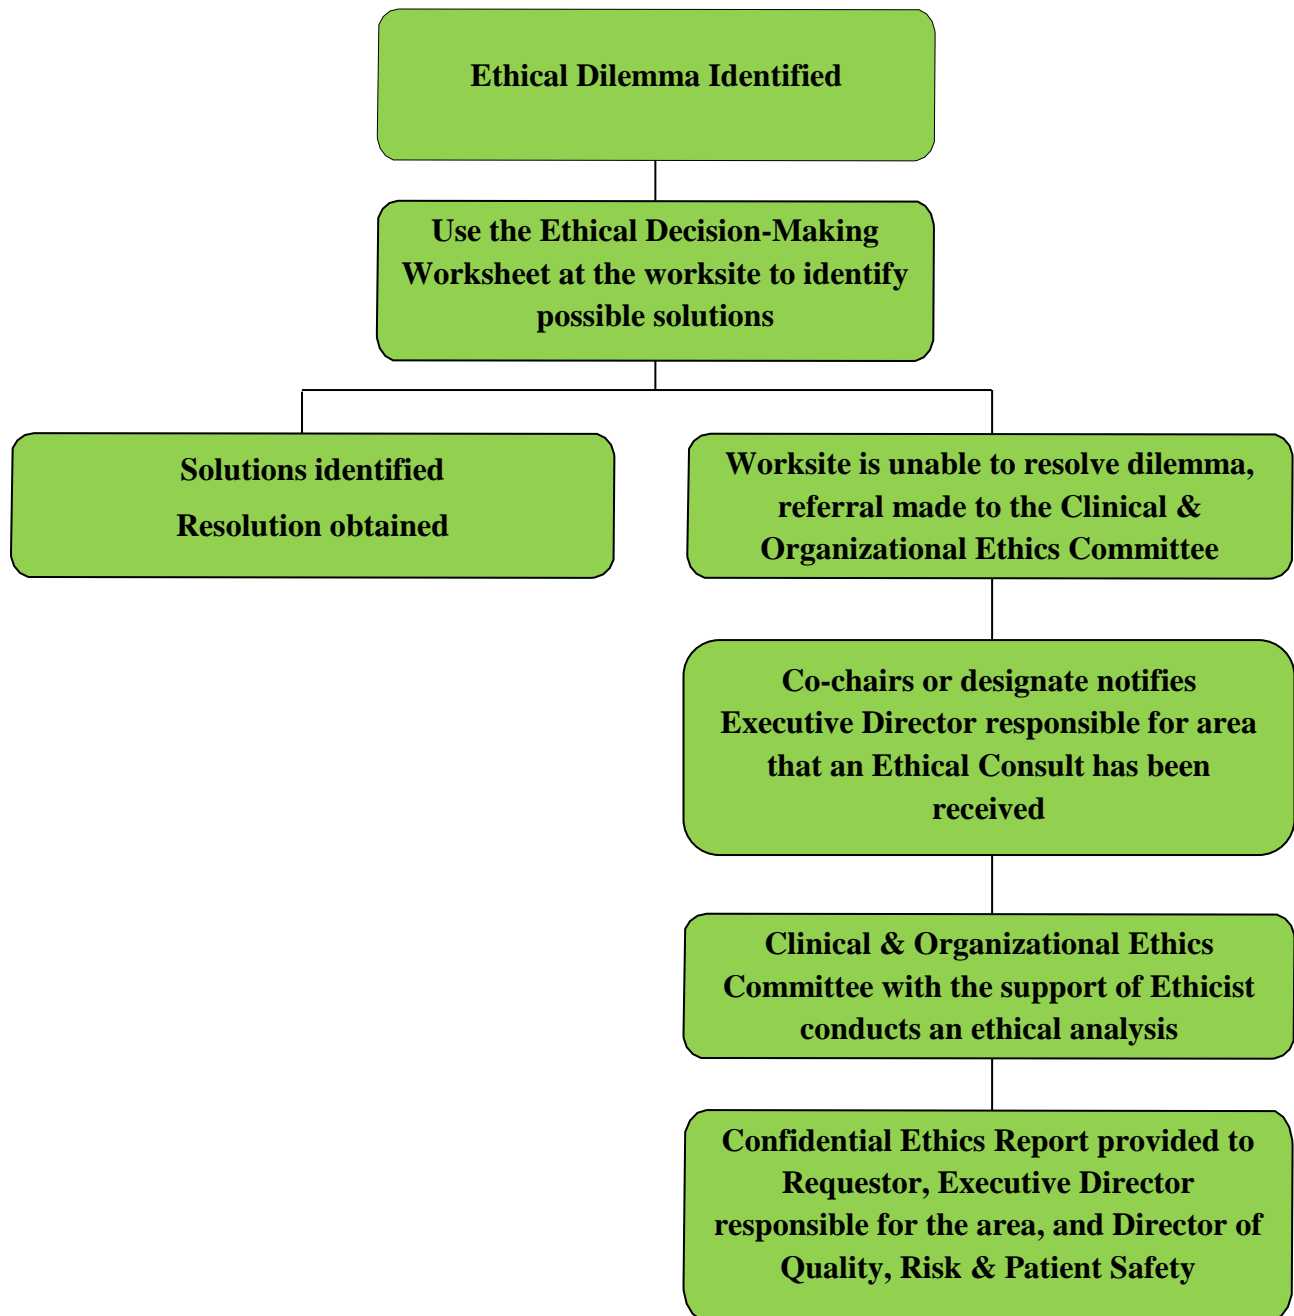 Ethical Dilemma Identified
Use the Ethical Decision-Making
Worksheet at the worksite to identify
possible solutions
Solutions identified
Resolution obtained
Worksite is unable to resolve dilemma,
referral made to the Clinical &
Organizational Ethics Committee
Co-chairs or designate notifies
Executive Director responsible for area
that an Ethical Consult has been
received
Clinical & Organizational Ethics
Committee with the support of Ethicist
conducts an ethical analysis
Confidential Ethics Report provided to
Requestor, Executive Director
responsible for the area, and Director of
Quality, Risk & Patient Safety